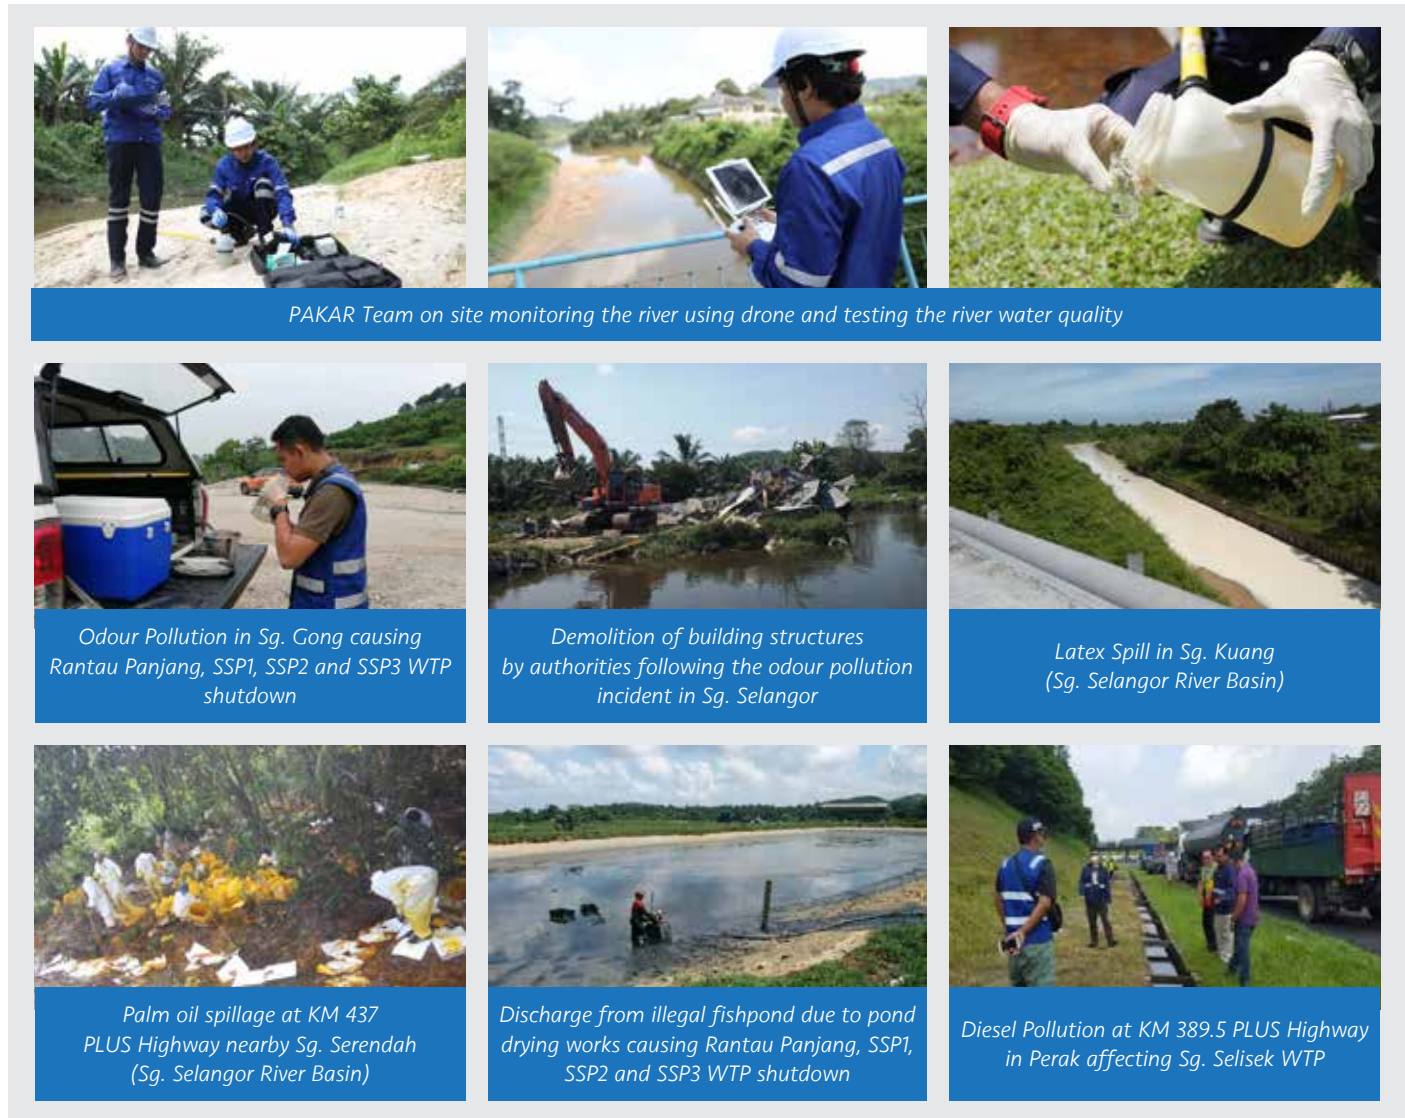 PAKAR Team on site monitoring the river using drone and testing the river water quality
Odour Pollution in Sg. Gong causing
Rantau Panjang, SSP1, SSP2 and SSP3 WTP
shutdown
Demolition of building structures
by authorities following the odour pollution
incident in Sg. Selangor
Latex Spill in Sg. Kuang
(Sg. Selangor River Basin)
Palm oil spillage at KM 437
PLUS Highway nearby Sg. Serendah
(Sg. Selangor River Basin)
Discharge from illegal fishpond due to pond
drying works causing Rantau Panjang, SSP1,
SSP2 and SSP3 WTP shutdown
Diesel Pollution at KM 389.5 PLUS Highway
in Perak affecting Sg. Selisek WTP